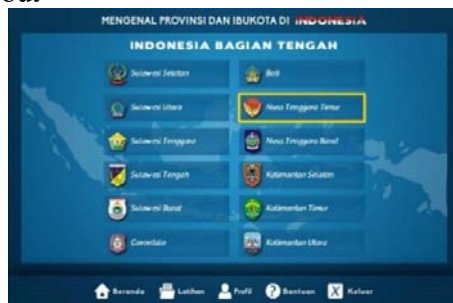 MENGENAL PROVINSI DAN IBUKOTA DI INDONESIA
INDONESIA BAGIAN TENGAH
Sulawesi Selatan
Bali
Sulawesi Utara
Nusa Tenggara Timur
Sulawesi Tenggara
Nusa Tenggara Barat
Sulawesi Tengah
Kalimantan Selatan
Sulawesi Barat
Kalimantan Timur
Gorontalo
Kalimantan Utara
Beranda Latihan Profil ? Bantuan X Keluar